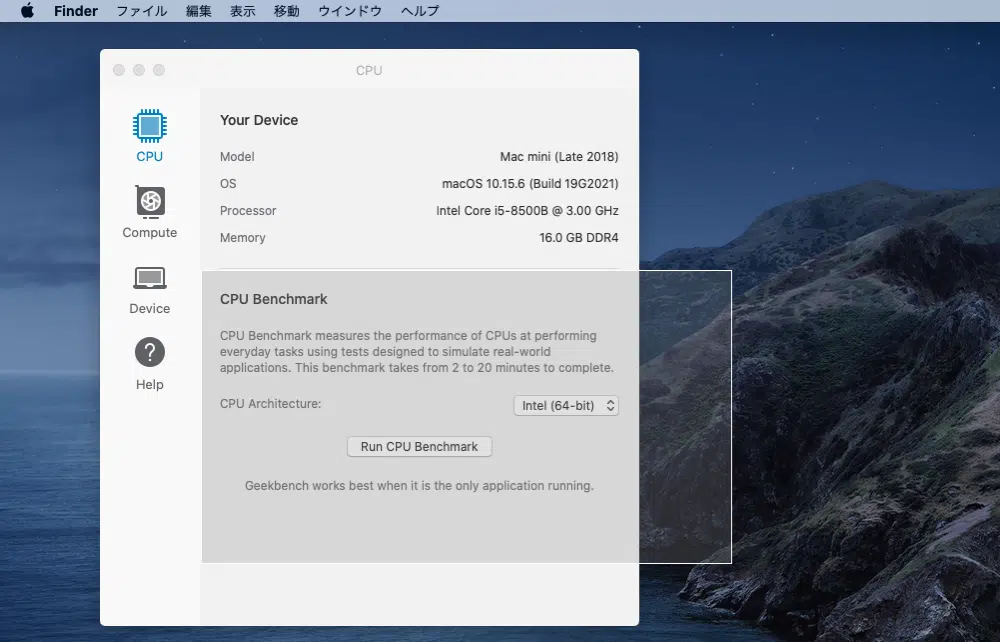 Finder ファイル 編集 表示 移動 ウインドウ ヘルプ
CPU
CPU
Compute
Device
Help
Your Device
Model Mac mini (Late 2018)
OS macOS 10.15.6 (Build 19G2021)
Processor Intel Core i5-8500B @ 3.00 GHz
Memory 16.0 GB DDR4
CPU Benchmark
CPU Benchmark measures the performance of CPUs at performing
everyday tasks using tests designed to simulate real-world
applications. This benchmark takes from 2 to 20 minutes to complete.
CPU Architecture: Intel (64-bit)
Run CPU Benchmark
Geekbench works best when it is the only application running.